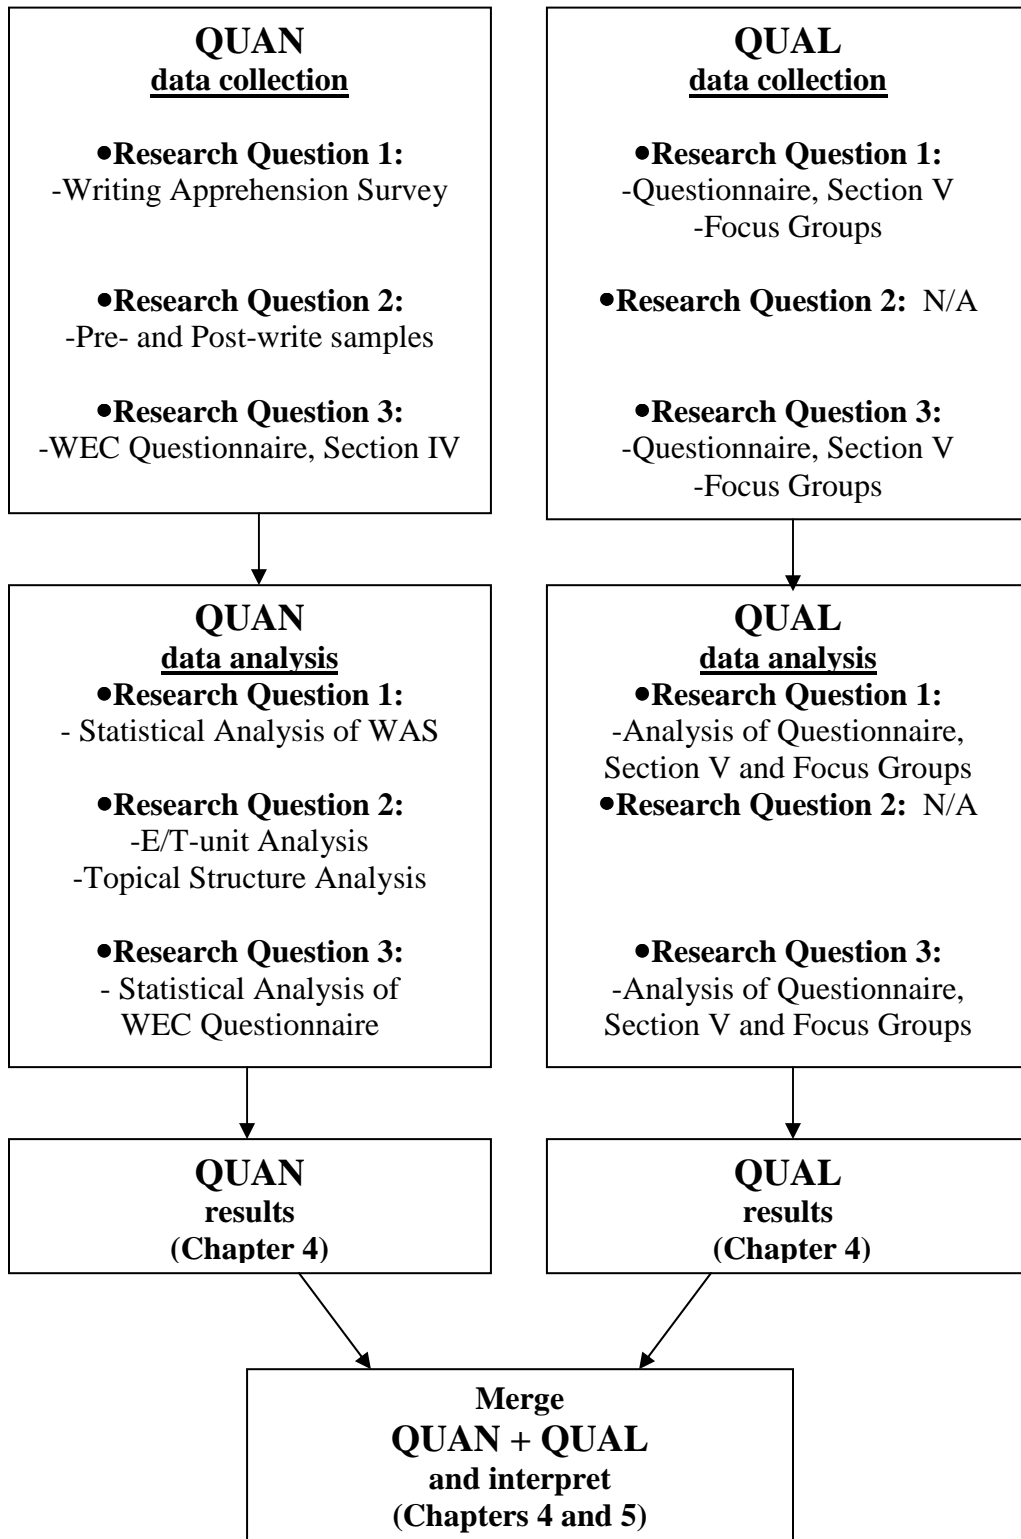 QUAN
data collection
•Research Question 1:
-Writing Apprehension Survey
•Research Question 2:
-Pre- and Post-write samples
•Research Question 3:
-WEC Questionnaire, Section IV
QUAL
data collection
•Research Question 1:
-Questionnaire, Section V
-Focus Groups
•Research Question 2:  N/A
•Research Question 3:
-Questionnaire, Section V
-Focus Groups
QUAN
data analysis
•Research Question 1:
- Statistical Analysis of WAS
•Research Question 2:
-E/T-unit Analysis
-Topical Structure Analysis
•Research Question 3:
- Statistical Analysis of
WEC Questionnaire
QUAL
data analysis
•Research Question 1:
-Analysis of Questionnaire,
Section V and Focus Groups
•Research Question 2:  N/A
•Research Question 3:
-Analysis of Questionnaire,
Section V and Focus Groups
QUAN
results
(Chapter 4)
QUAL
results
(Chapter 4)
Merge
QUAN + QUAL
and interpret
(Chapters 4 and 5)